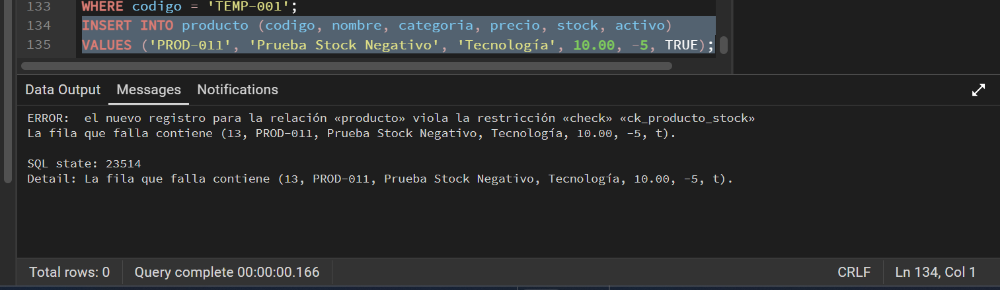 133 WHERE codigo = 'TEMP-001';
134 INSERT INTO producto (codigo, nombre, categoria, precio, stock, activo)
135 VALUES ('PROD-011', 'Prueba Stock Negativo', 'Tecnología', 10.00, -5, TRUE);
Data Output Messages Notifications
ERROR:  el nuevo registro para la relación «producto» viola la restricción «check» «ck_producto_stock»
La fila que falla contiene (13, PROD-011, Prueba Stock Negativo, Tecnología, 10.00, -5, t).
SQL state: 23514
Detail: La fila que falla contiene (13, PROD-011, Prueba Stock Negativo, Tecnología, 10.00, -5, t).
Total rows: 0 Query complete 00:00:00.166 CRLF Ln 134, Col 1